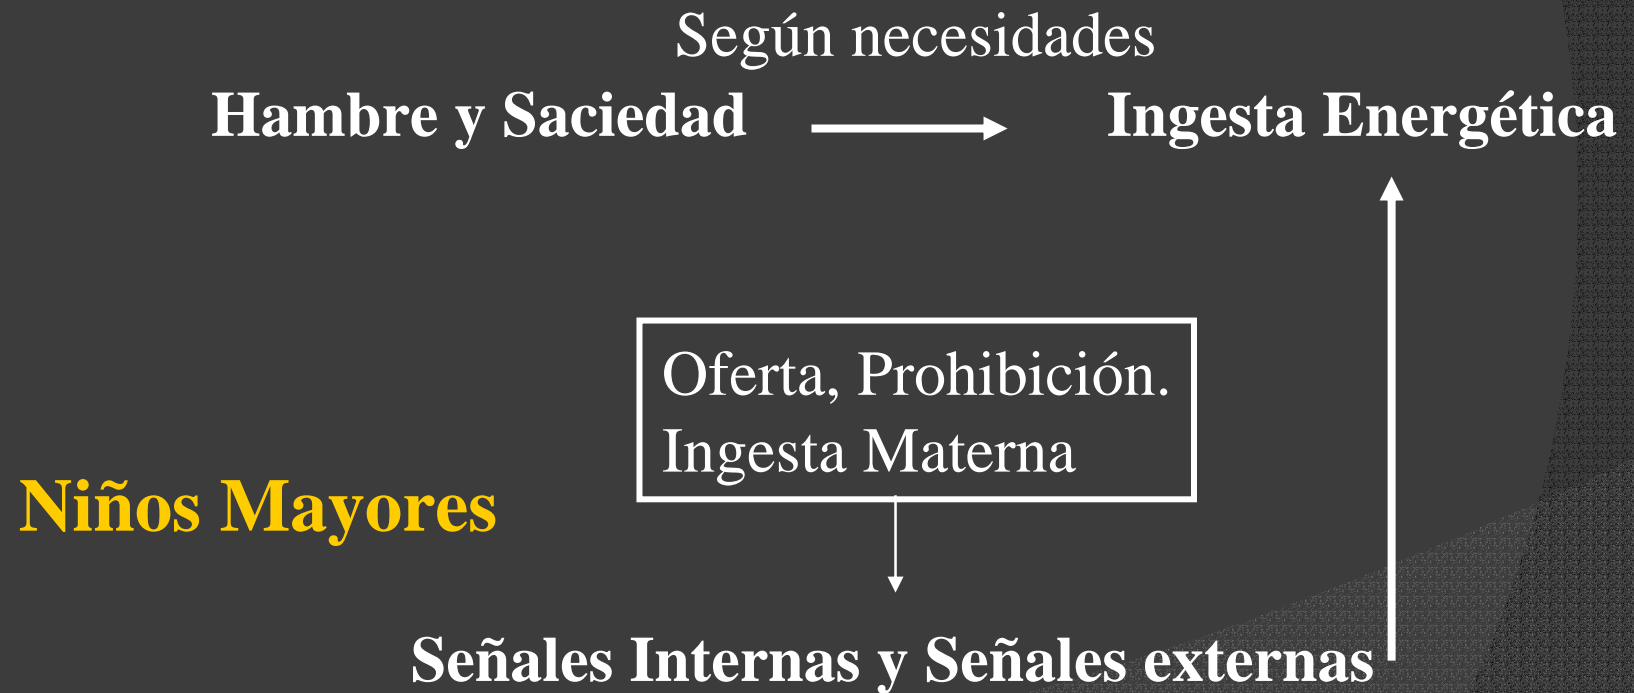 Según necesidades
Hambre y Saciedad Ingesta Energética
Oferta, Prohibición.
Ingesta Materna
Niños Mayores
Señales Internas y Señales externas